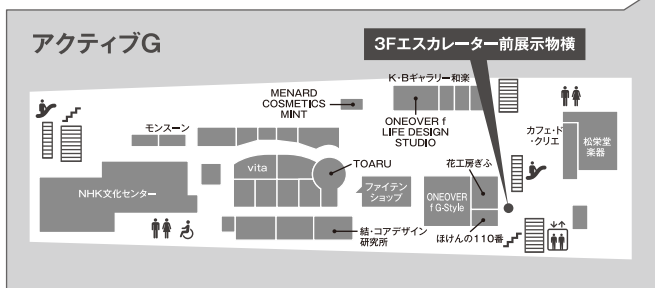 アクティブG
3Fエスカレーター前展示物横
K・Bギャラリー和楽
MENARD
COSMETICS
MINT
ONEOVER f
LIFE DESIGN
STUDIO
モンスーン
カフェ・ド
・クリエ
松栄堂
楽器
vita
TOARU
花工房ぎふ
NHK文化センター
ファイテン
ショップ
ONEOVER
f G-Style
結・コアデザイン
研究所
ほけんの110番